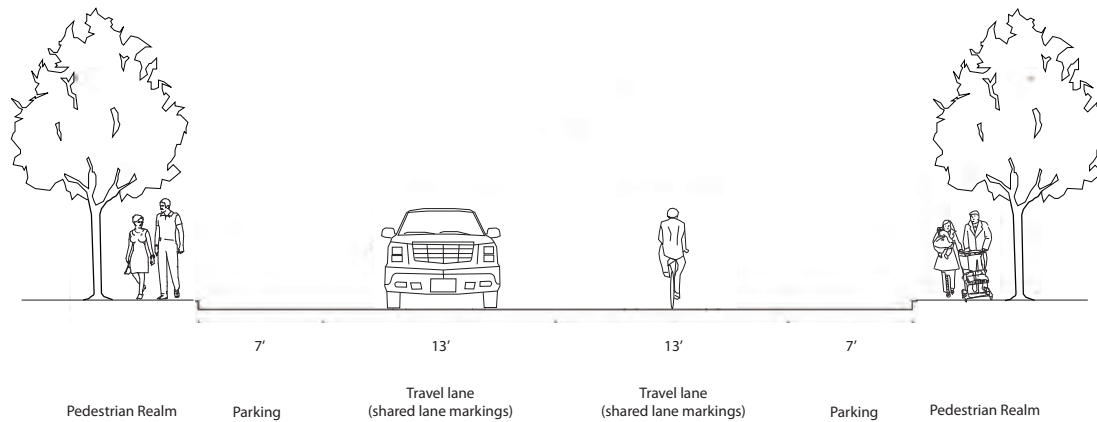 7’
13’
13’
7’
Pedestrian Realm
Parking
Travel lane
(shared lane markings)
Travel lane
(shared lane markings)
Parking
Pedestrian Realm